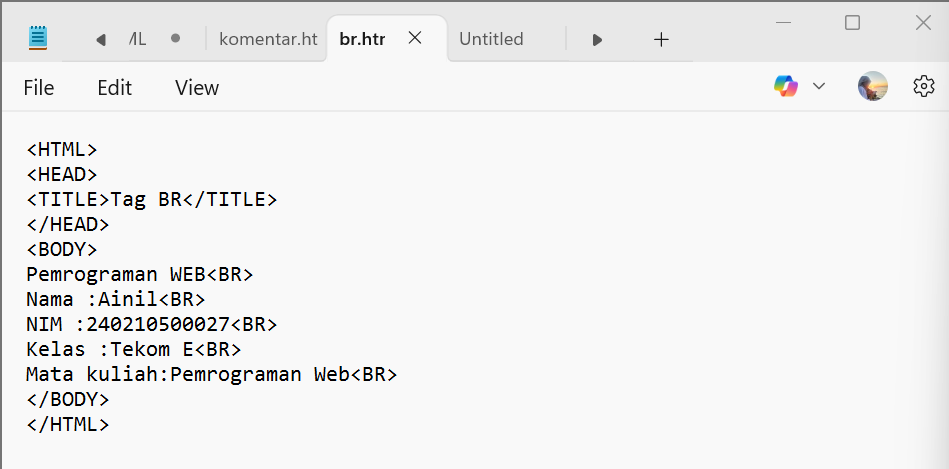 ML komentar.ht br.htr Untitled
File Edit View
<HTML>
<HEAD>
<TITLE>Tag BR</TITLE>
</HEAD>
<BODY>
Pemrograman WEB<BR>
Nama :Ainil<BR>
NIM :240210500027<BR>
Kelas :Tekom E<BR>
Mata kuliah:Pemrograman Web<BR>
</BODY>
</HTML>